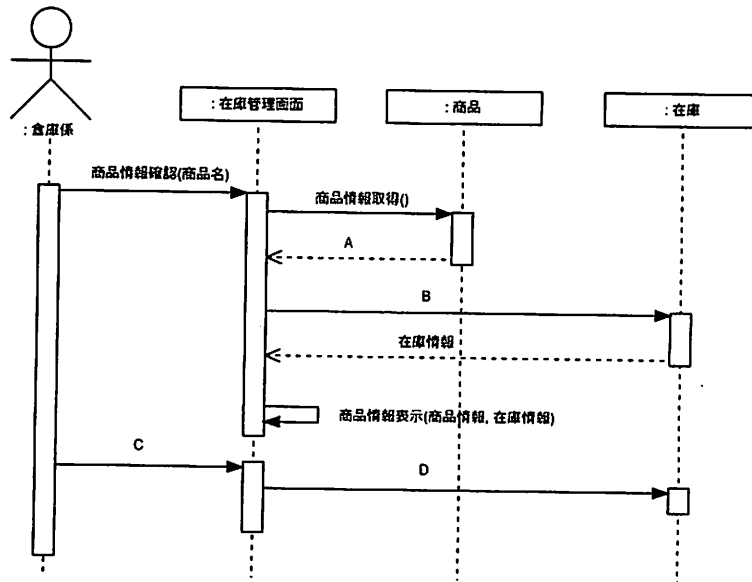 : 倉庫係
: 在庫管理画面
: 商品
: 在庫
商品情報確認(商品名)
商品情報取得()
A
B
在庫情報
商品情報表示(商品情報, 在庫情報)
C
D